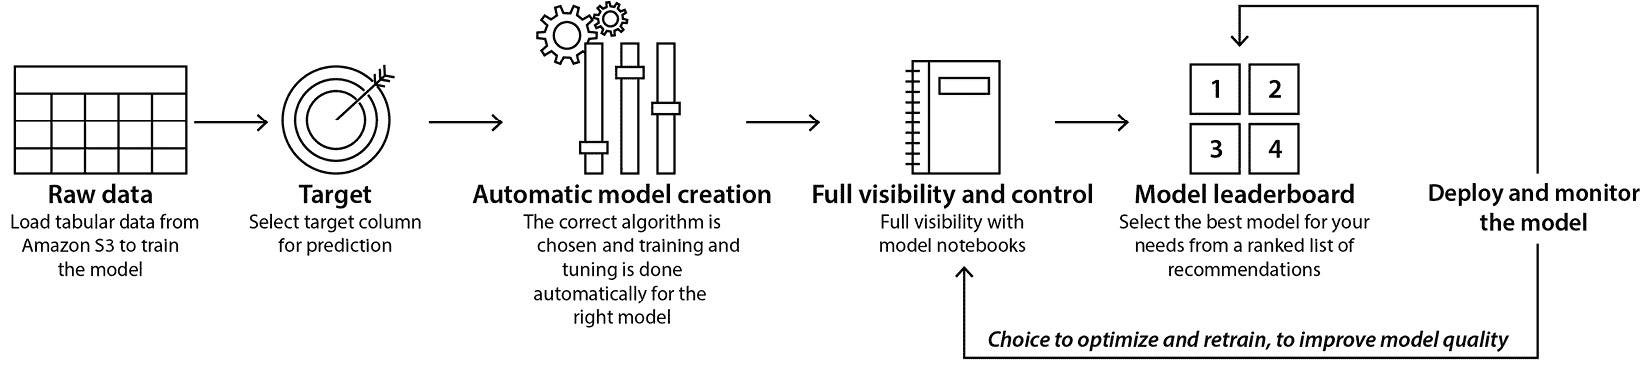 Raw data
Load tabular data from
Amazon S3 to train
the model
Target
Select target column
for prediction
Automatic model creation
The correct algorithm is
chosen and training and
tuning is done
automatically for the
right model
Full visibility and control
Full visibility with
model notebooks
1 2
3 4
Model leaderboard
Select the best model for your
needs from a ranked list of
recommendations
Deploy and monitor
the model
Choice to optimize and retrain, to improve model quality